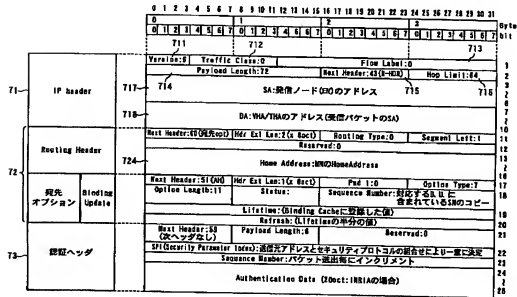 0 1 2 3 4 5 6 7 8 9 10 11 12 13 14 15 16 17 18 19 20 21 22 23 24 25 26 27 28 29 30 31
0 1 2 3 Byte
0 1 2 3 4 5 6 7 0 1 2 3 4 5 6 7 0 1 2 3 4 5 6 7 0 1 2 3 4 5 6 7 bit
711 712 713
Version:6 Traffic Class:0 Flow Label:0 1
Payload Length:72 Next Header:43(R-HDR) Hop Limit:64 2
714 715 716
71 IP header
717 SA:発信ノード(CN)のアドレス 3
718 DA:VHA/THAのアドレス(受信パケットのSA)
10
Next Header:60(宛先opt) Hdr Ext Len:2(x 8oct) Routing Type:0 Segment Left:1 11
Reserved:0 12
72 Routing Header
724 Home Address:MNのHomeAddress 13
16
Next Header:51(AH) Hdr Ext Len:1(x 8oct) Pad 1:0 Option Type:7 17
宛先オプション Binding Update
Option Length:11 Status: Sequence Number:対応するB.U.に含まれているSNのコピー 18
Lifetime:(Binding Cacheに登録した値) 19
Refresh:(Lifetimeの半分の値) 20
73 認証ヘッダ
Next Header:59 (次ヘッダなし) Payload Length:6 Reserved:0 21
SPI(Security Parameter Index):送信元アドレスとセキュリティプロトコルの組合せにより一意に決定 22
Sequence Number:パケット送出毎にインクリメント 23
Authentication Data (20oct:INRIAの場合) 24